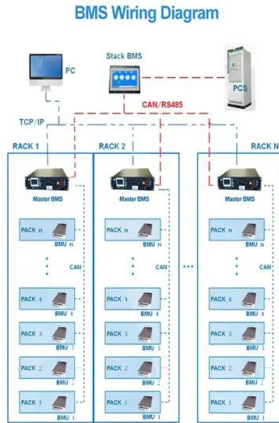 BMS Wiring Diagram
PC
Stack BMS
PCS
CAN/RS485
TCP/IP
RACK 1
RACK 2
RACK N
Master BMS
Master BMS
Master BMS
PACK n
BMU n
PACK n
BMU n
PACK n
BMU n
CAN
CAN
CAN
PACK 4
BMU 4
PACK 4
BMU 4
PACK 4
BMU 4
PACK 3
BMU 3
PACK 3
BMU 3
PACK 3
BMU 3
PACK 2
BMU 2
PACK 2
BMU 2
PACK 2
BMU 2
PACK 1
BMU 1
PACK 1
BMU 1
PACK 1
BMU 1